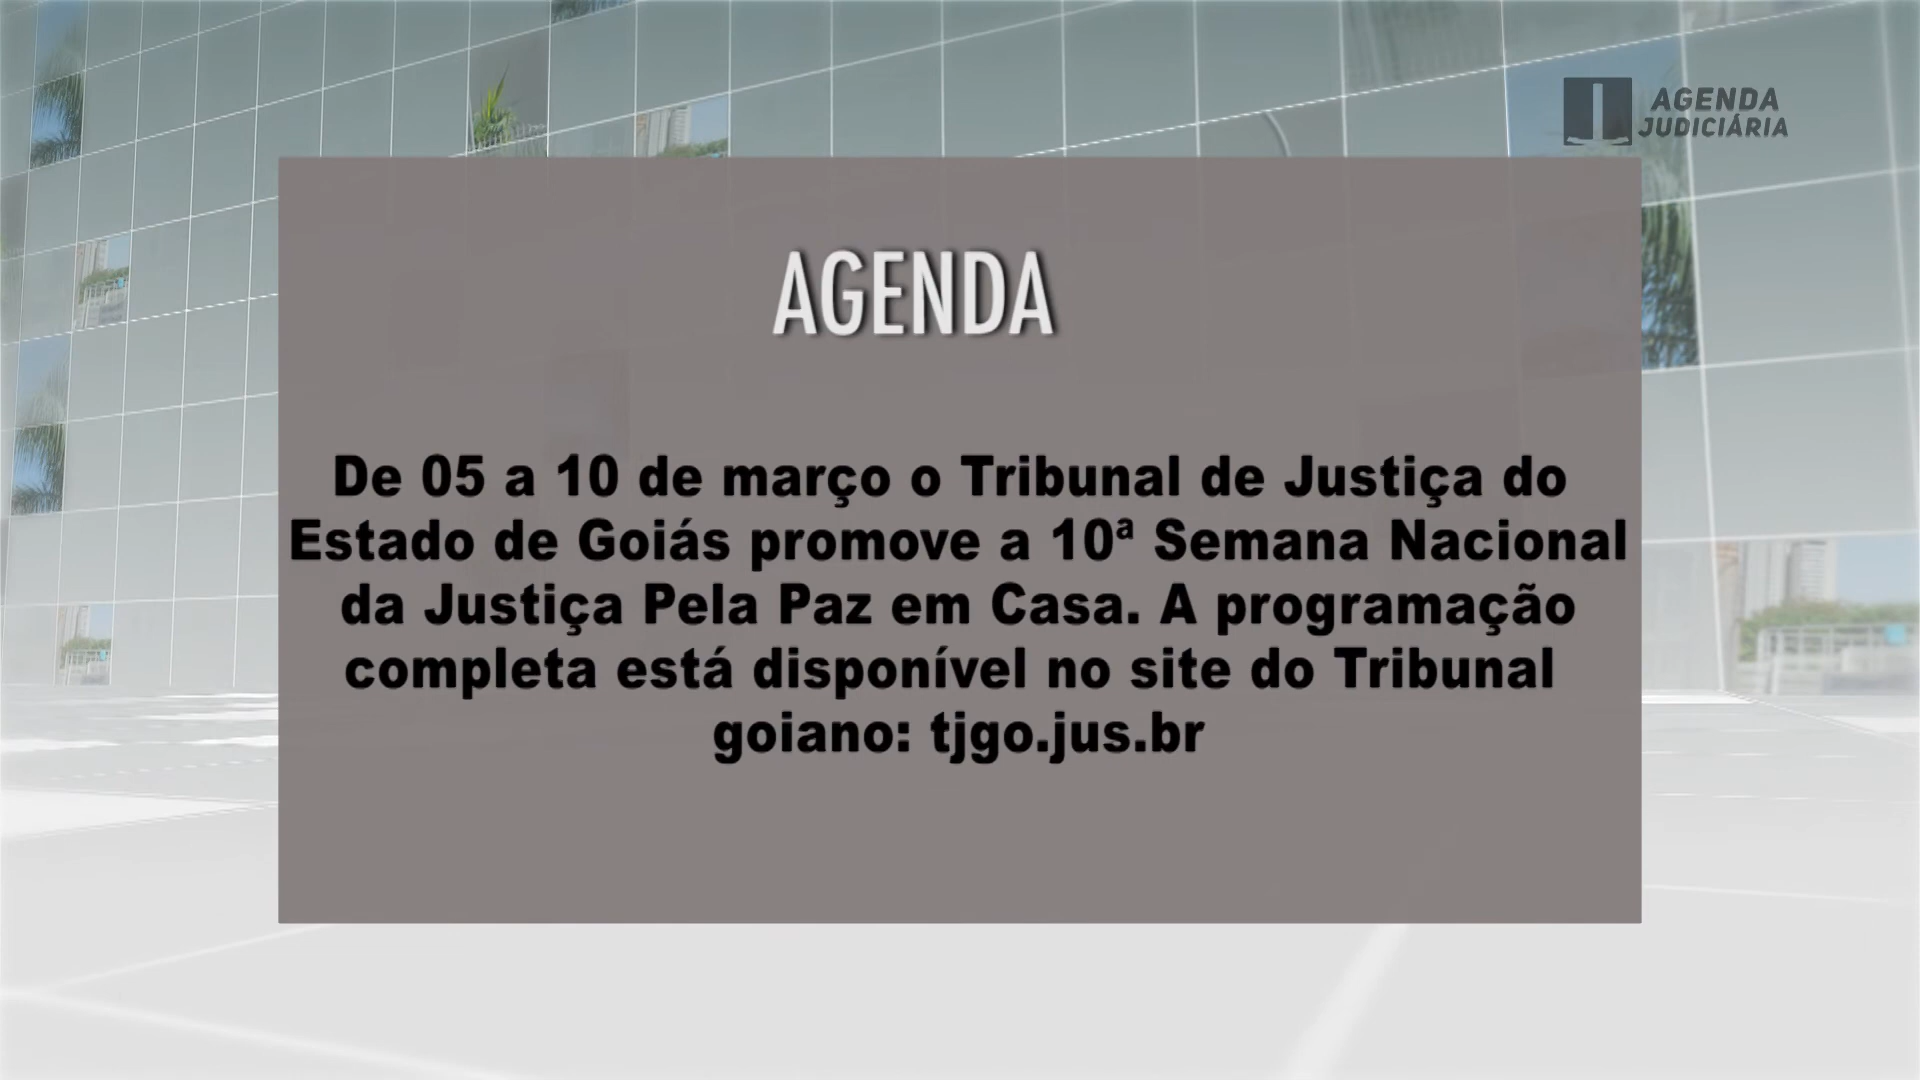 AGENDA
JUDICIÁRIA
AGENDA
De 05 a 10 de março o Tribunal de Justiça do
Estado de Goiás promove a 10ª Semana Nacional
da Justiça Pela Paz em Casa. A programação
completa está disponível no site do Tribunal
goiano: tjgo.jus.br